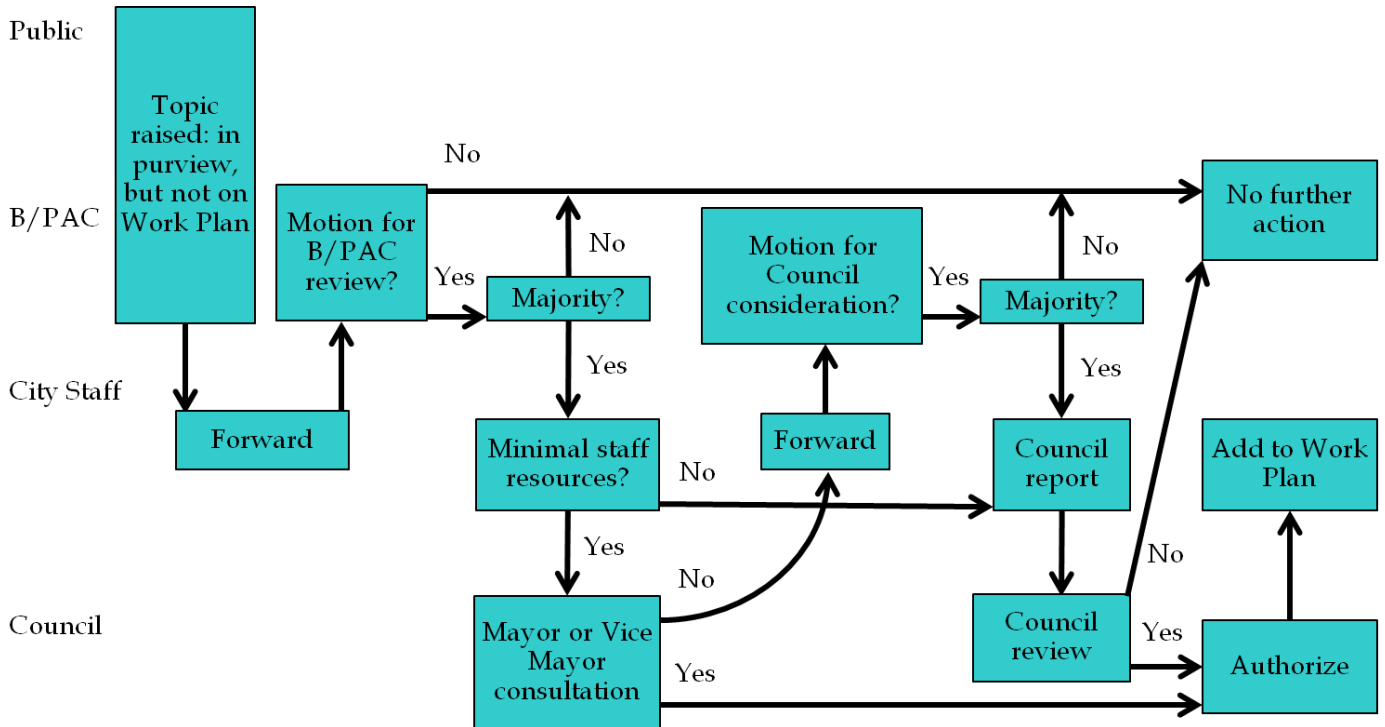 Public
Topic
raised: in
purview,
but not on
Work Plan
B/PAC
Motion for
B/PAC
review?
No
Yes
No
Majority?
Yes
Motion for
Council
consideration?
Yes
No
Majority?
Yes
No further
action
City Staff
Forward
Minimal staff
resources?
No
Yes
Forward
Council
report
Add to Work
Plan
Council
Mayor or Vice
Mayor
consultation
No
Yes
Council
review
No
Yes
Authorize